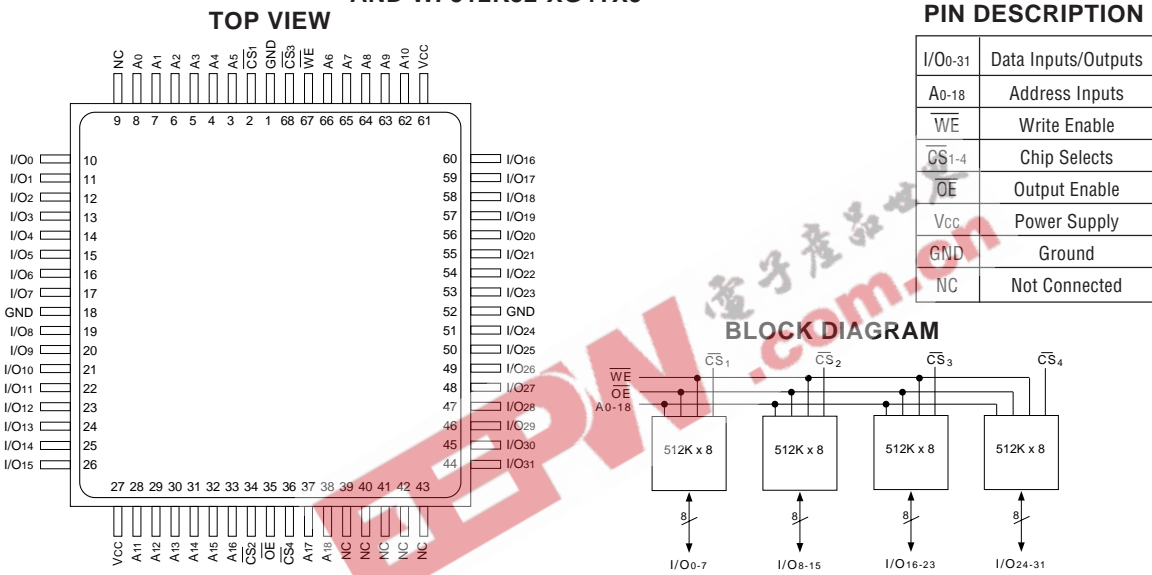 AND WF512K32-XG4TX5
TOP VIEW
NC A0 A1 A2 A3 A4 A5 CS1 GND CS3 WE A6 A7 A8 A9 A10 VCC
9 8 7 6 5 4 3 2 1 68 67 66 65 64 63 62 61
I/O0 10
I/O1 11
I/O2 12
I/O3 13
I/O4 14
I/O5 15
I/O6 16
I/O7 17
GND 18
I/O8 19
I/O9 20
I/O10 21
I/O11 22
I/O12 23
I/O13 24
I/O14 25
I/O15 26
60 I/O16
59 I/O17
58 I/O18
57 I/O19
56 I/O20
55 I/O21
54 I/O22
53 I/O23
52 GND
51 I/O24
50 I/O25
49 I/O26
48 I/O27
47 I/O28
46 I/O29
45 I/O30
44 I/O31
27 28 29 30 31 32 33 34 35 36 37 38 39 40 41 42 43
VCC A11 A12 A13 A14 A15 A16 CS2 OE CS4 A17 A18 NC NC NC NC NC
PIN DESCRIPTION
I/O0-31 Data Inputs/Outputs
A0-18 Address Inputs
WE Write Enable
CS1-4 Chip Selects
OE Output Enable
VCC Power Supply
GND Ground
NC Not Connected
BLOCK DIAGRAM
CS1 CS2 CS3 CS4
WE
OE
A0-18
512K x 8 512K x 8 512K x 8 512K x 8
8 8 8 8
I/O0-7 I/O8-15 I/O16-23 I/O24-31
EEPW .com.cn
電子產品世界